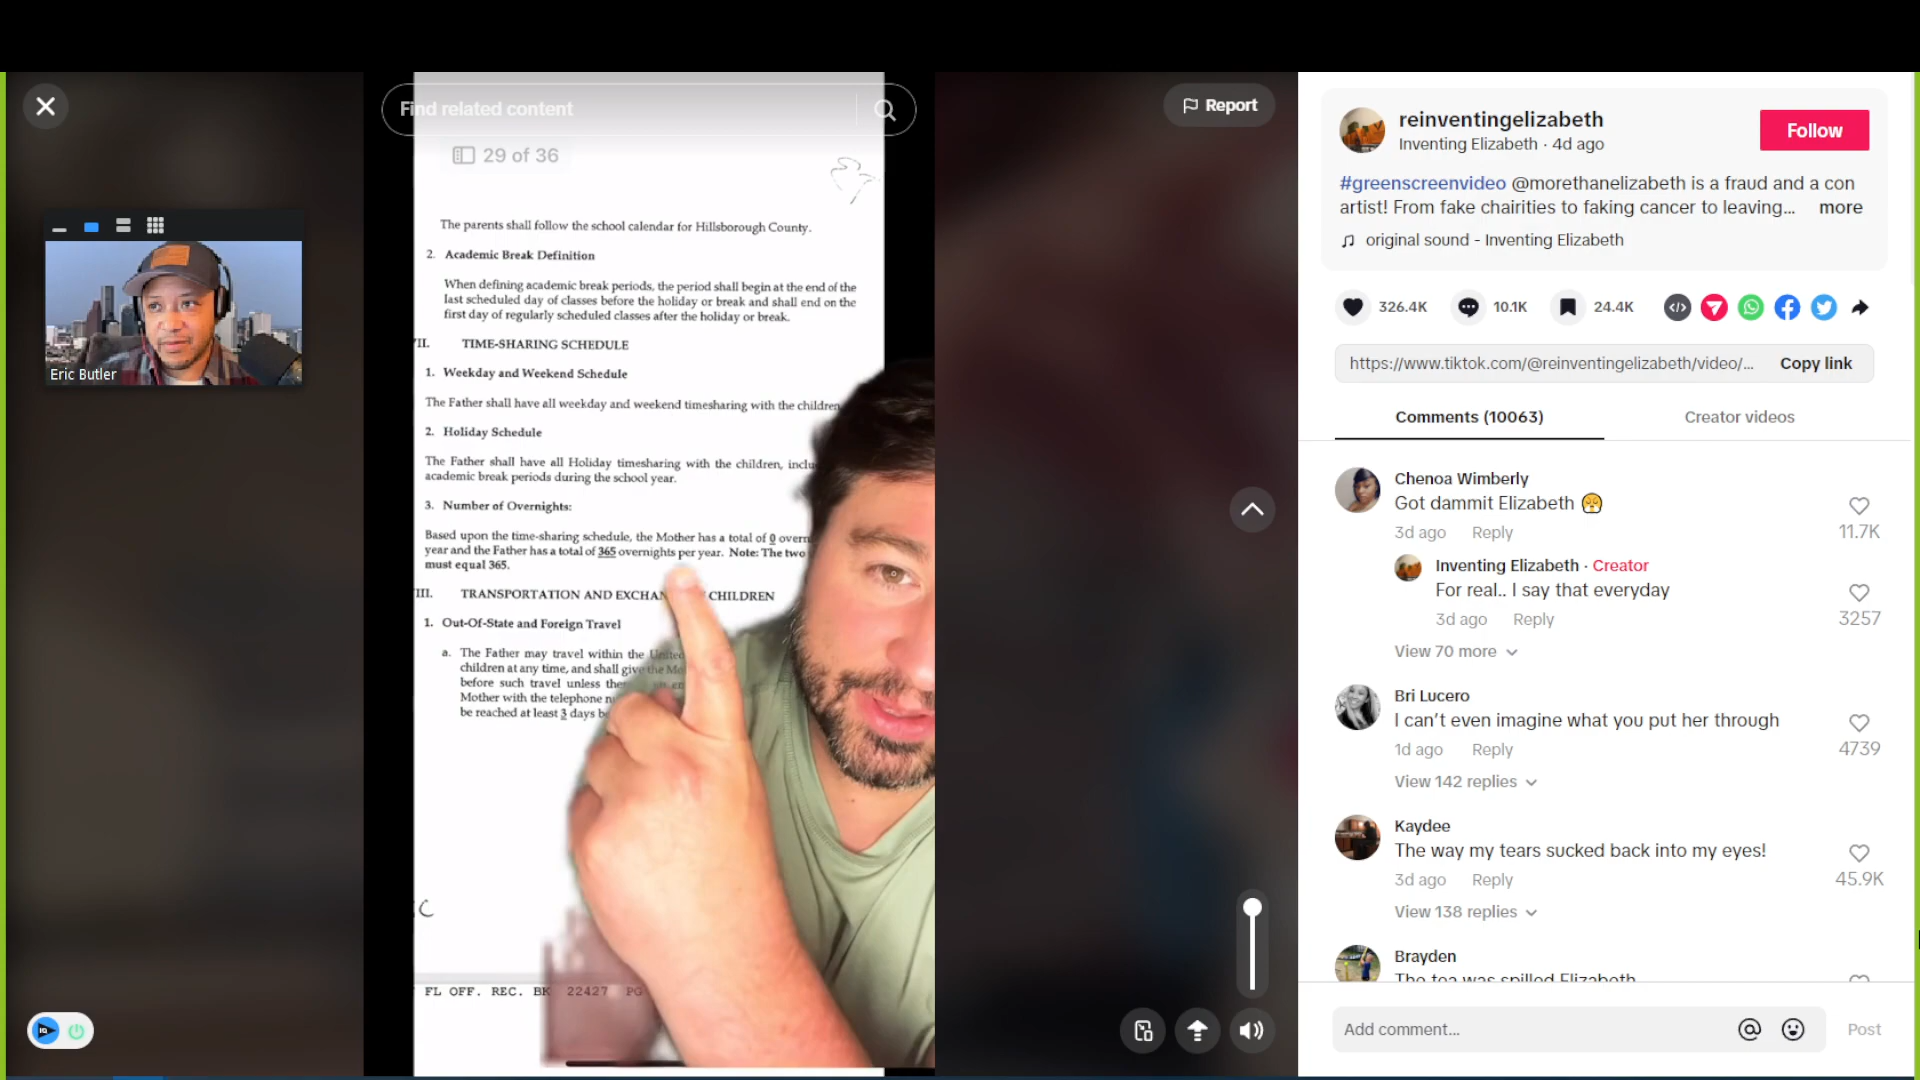 Find related content
Report
29 of 36
The parents shall follow the school calendar for Hillsborough County.
2. Academic Break Definition
When defining academic break periods, the period shall begin at the end of the
last scheduled day of classes before the holiday or break and shall end on the
first day of regularly scheduled classes after the holiday or break.
II. TIME-SHARING SCHEDULE
1. Weekday and Weekend Schedule
The Father shall have all weekday and weekend timesharing with the children
2. Holiday Schedule
The Father shall have all Holiday timesharing with the children, inclu
academic break periods during the school year.
3. Number of Overnights:
Based upon the time-sharing schedule, the Mother has a total of 0 overn
year and the Father has a total of 365 overnights per year. Note: The two
must equal 365.
III. TRANSPORTATION AND EXCHAN CHILDREN
1. Out-Of-State and Foreign Travel
a. The Father may travel within the United
children at any time, and shall give the Mo
before such travel unless the
Mother with the telephone n
be reached at least 3 days b
FL OFF. REC. BK 22427 PG
Eric Butler
reinventingelizabeth
Inventing Elizabeth · 4d ago
Follow
#greenscreenvideo @morethanelizabeth is a fraud and a con
artist! From fake chairities to faking cancer to leaving... more
original sound - Inventing Elizabeth
326.4K 10.1K 24.4K
https://www.tiktok.com/@reinventingelizabeth/video/... Copy link
Comments (10063) Creator videos
Chenoa Wimberly
Got dammit Elizabeth 😤
3d ago Reply 11.7K
Inventing Elizabeth · Creator
For real.. I say that everyday
3d ago Reply 3257
View 70 more
Bri Lucero
I can't even imagine what you put her through
1d ago Reply 4739
View 142 replies
Kaydee
The way my tears sucked back into my eyes!
3d ago Reply 45.9K
View 138 replies
Brayden
The tea was spilled Elizabeth
Add comment... Post